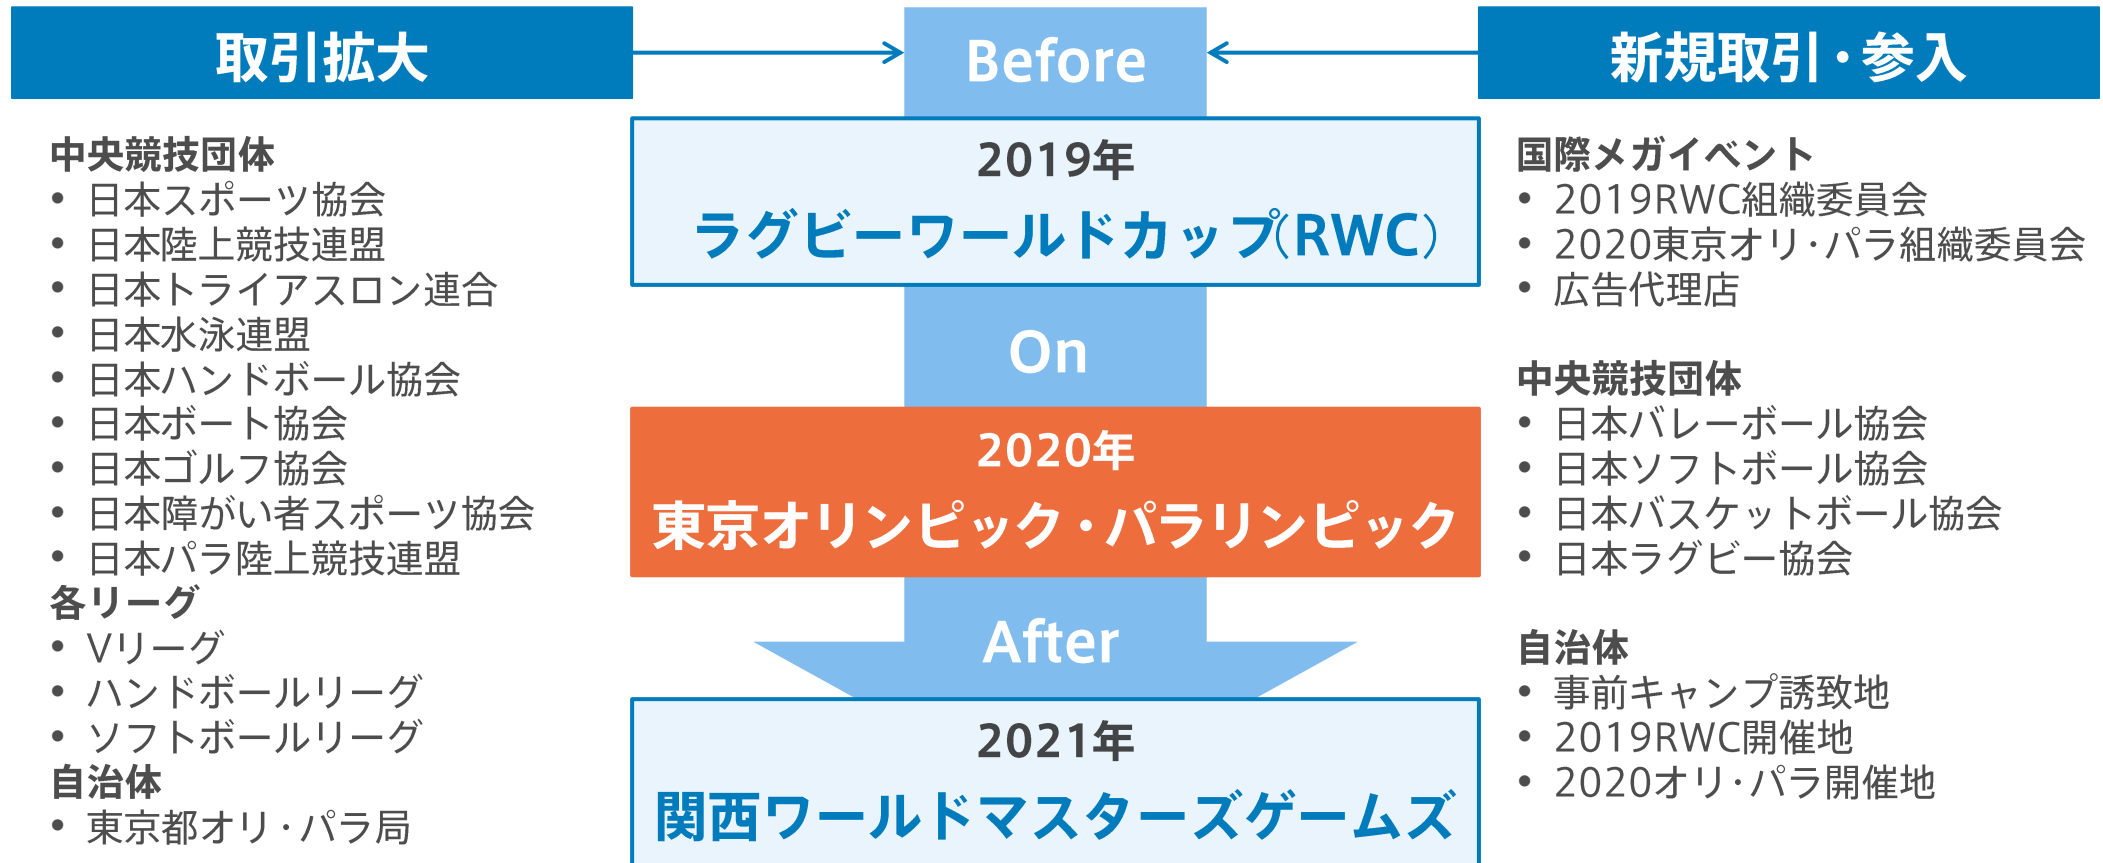 取引拡大
中央競技団体
• 日本スポーツ協会
• 日本陸上競技連盟
• 日本トライアスロン連合
• 日本水泳連盟
• 日本ハンドボール協会
• 日本ボート協会
• 日本ゴルフ協会
• 日本障がい者スポーツ協会
• 日本パラ陸上競技連盟
各リーグ
• Vリーグ
• ハンドボールリーグ
• ソフトボールリーグ
自治体
• 東京都オリ・パラ局
Before
2019年
ラグビーワールドカップ(RWC)
On
2020年
東京オリンピック・パラリンピック
After
2021年
関西ワールドマスターズゲームズ
新規取引・参入
国際メガイベント
• 2019RWC組織委員会
• 2020東京オリ・パラ組織委員会
• 広告代理店
中央競技団体
• 日本バレーボール協会
• 日本ソフトボール協会
• 日本バスケットボール協会
• 日本ラグビー協会
自治体
• 事前キャンプ誘致地
• 2019RWC開催地
• 2020オリ・パラ開催地